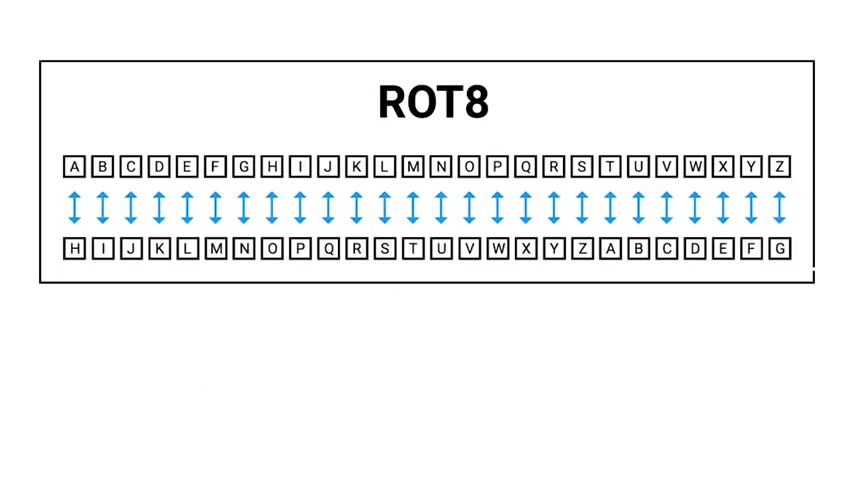 ROT8
A B C D E F G H I J K L M N O P Q R S T U V W X Y Z
H I J K L M N O P Q R S T U V W X Y Z A B C D E F G